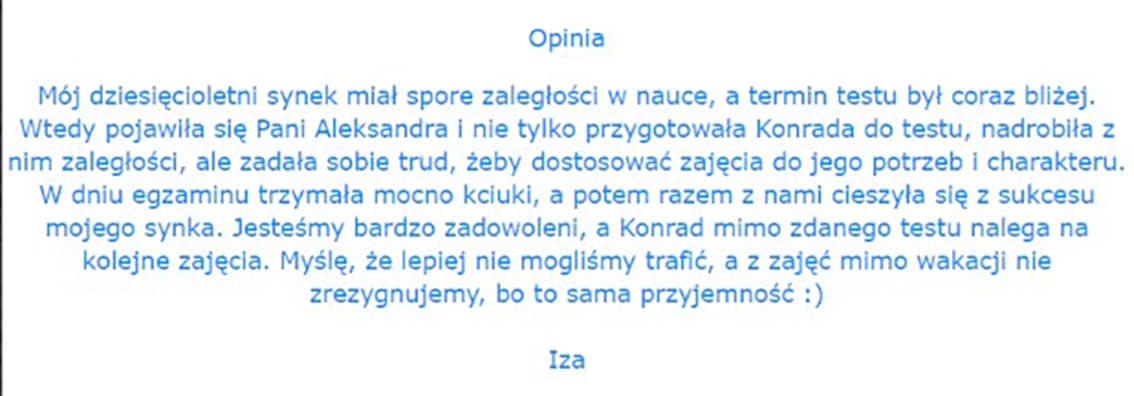 Opinia
Mój dziesięcioletni synek miał spore zaległości w nauce, a termin testu był coraz bliżej.
Wtedy pojawiła się Pani Aleksandra i nie tylko przygotowała Konrada do testu, nadrobiła z
nim zaległości, ale zadała sobie trud, żeby dostosować zajęcia do jego potrzeb i charakteru.
W dniu egzaminu trzymała mocno kciuki, a potem razem z nami cieszyła się z sukcesu
mojego synka. Jesteśmy bardzo zadowoleni, a Konrad mimo zdanego testu nalega na
kolejne zajęcia. Myślę, że lepiej nie mogliśmy trafić, a z zajęć mimo wakacji nie
zrezygnujemy, bo to sama przyjemność :)
Iza